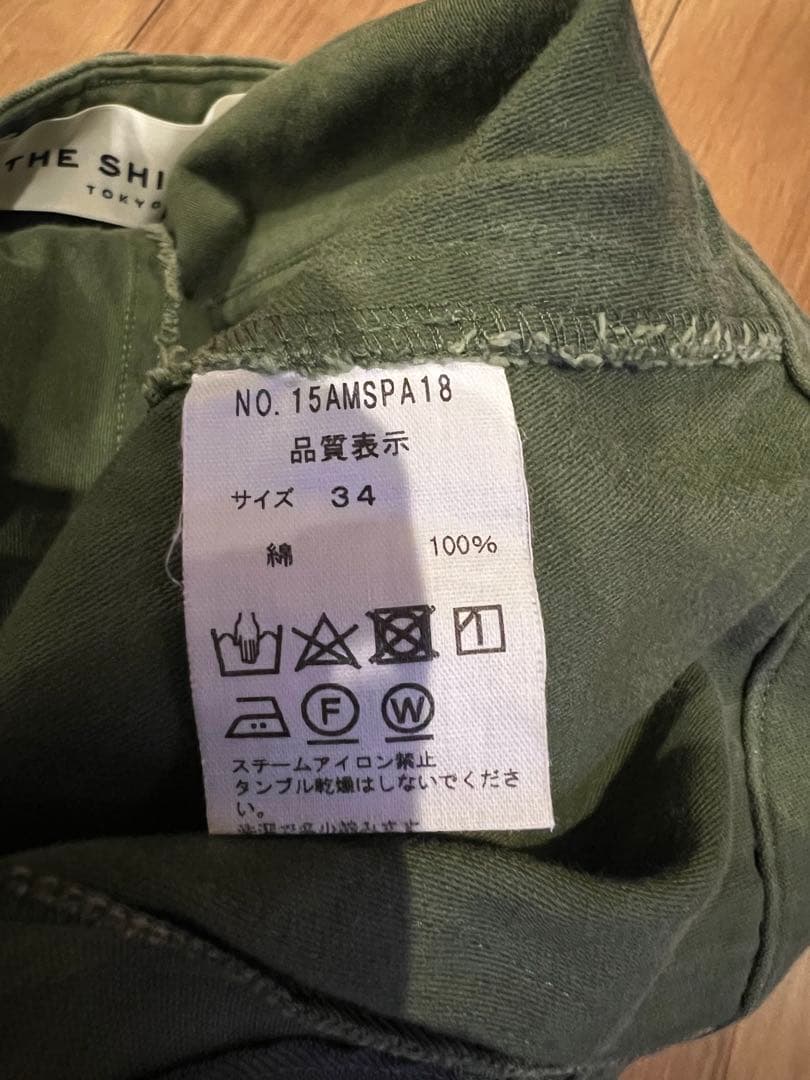 THE SHI
TOKYO
NO. 15AMSPA18
品質表示
サイズ 34
綿 100%
F W
スチームアイロン禁止
タンブル乾燥はしないでくださ
い。